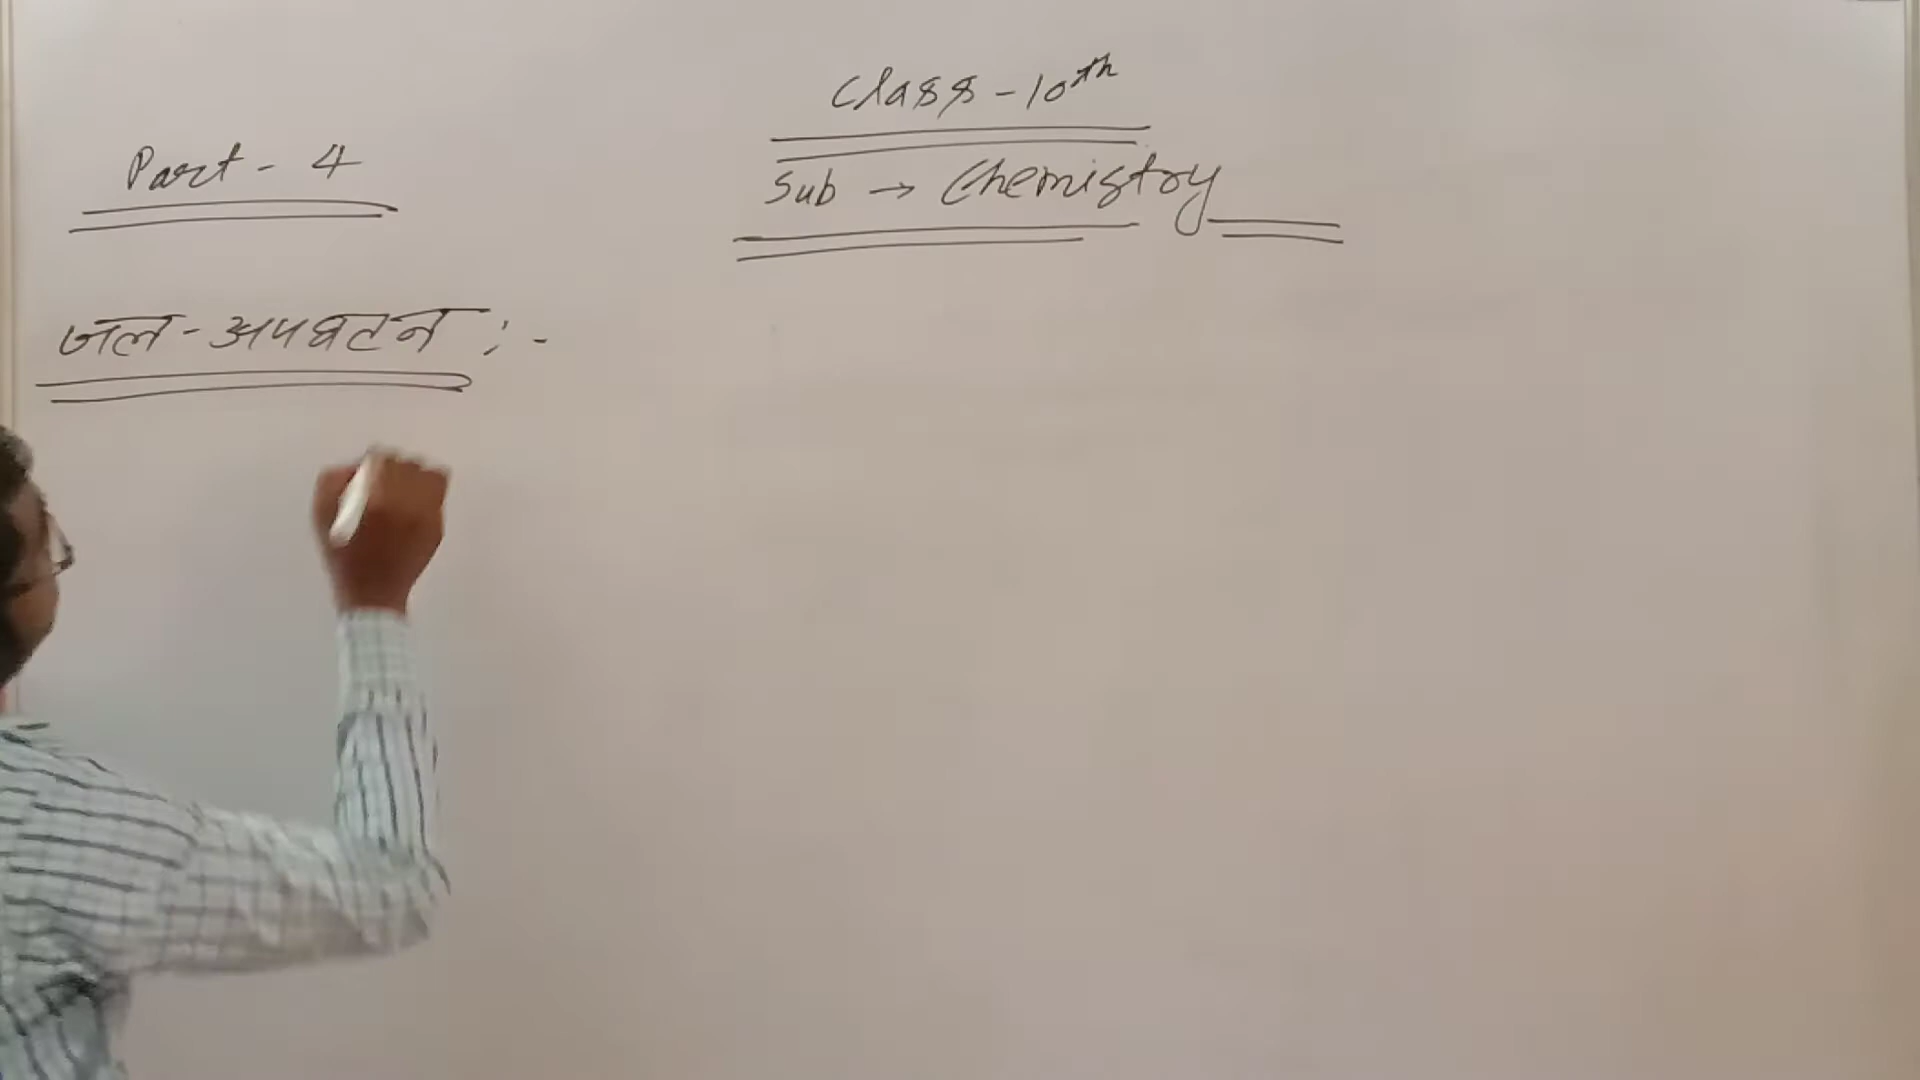 Class - 10th
Part - 4
Sub → Chemistry
जल-अपघटन :-